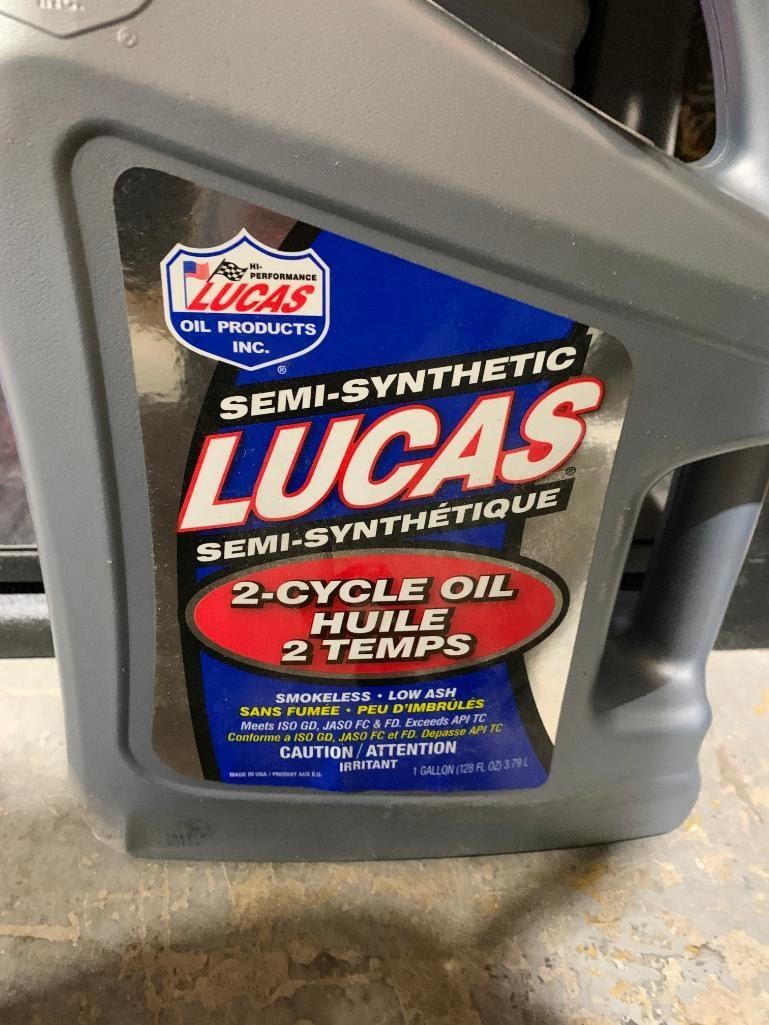 INC.
®
HI-
PERFORMANCE
LUCAS
OIL PRODUCTS
INC.
®
SEMI-SYNTHETIC
LUCAS®
SEMI-SYNTHÉTIQUE
2-CYCLE OIL
HUILE
2 TEMPS
SMOKELESS • LOW ASH
SANS FUMÉE • PEU D'IMBRÛLÉS
Meets ISO GD, JASO FC & FD. Exceeds API TC
Conforme à ISO GD, JASO FC et FD. Dépasse API TC
CAUTION / ATTENTION
IRRITANT
MADE IN USA / PRODUIT AUX É.U.
1 GALLON (128 FL OZ) 3.79 L